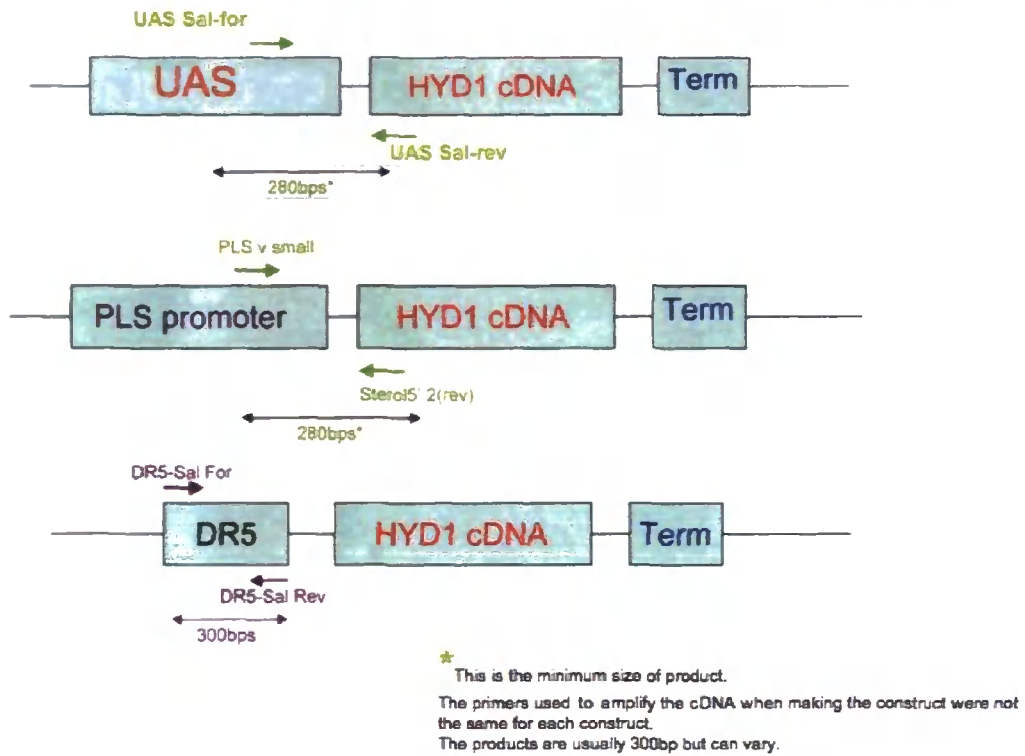 UAS Sal-for
UAS
HYD1 cDNA
Term
UAS Sal-rev
280bps*
PLS v small
PLS promoter
HYD1 cDNA
Term
Sterol5' 2(rev)
280bps*
DR5-Sal For
DR5
HYD1 cDNA
Term
DR5-Sal Rev
300bps
*
This is the minimum size of product.
The primers used to amplify the cDNA when making the construct were not
the same for each construct.
The products are usually 300bp but can vary.